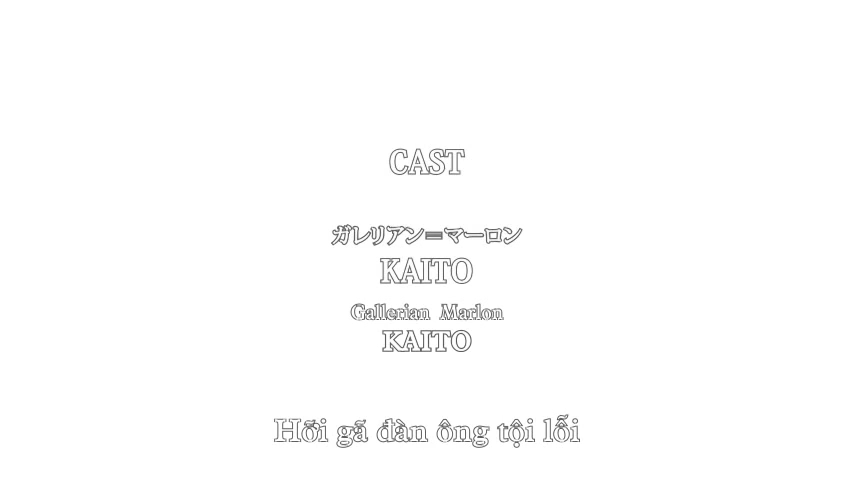 CAST
ガレリアン＝マーロン
KAITO
Gallerian Marlon
KAITO
Hỡi gã đàn ông tội lỗi